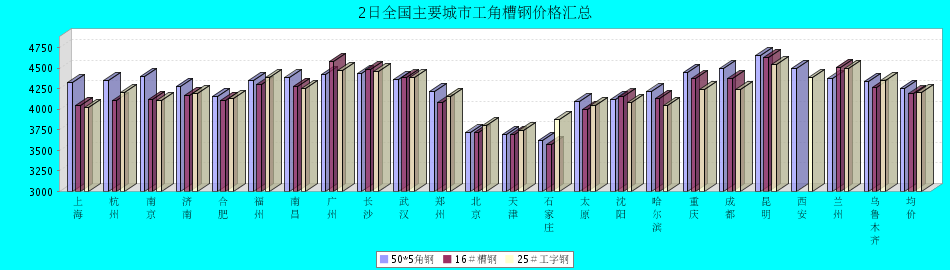 2日全国主要城市工角槽钢价格汇总
4750
4500
4250
4000
3750
3500
3250
3000
上海
杭州
南京
济南
合肥
福州
南昌
广州
长沙
武汉
郑州
北京
天津
石家庄
太原
沈阳
哈尔滨
重庆
成都
昆明
西安
兰州
乌鲁木齐
均价
50*5角钢 16#槽钢 25#工字钢